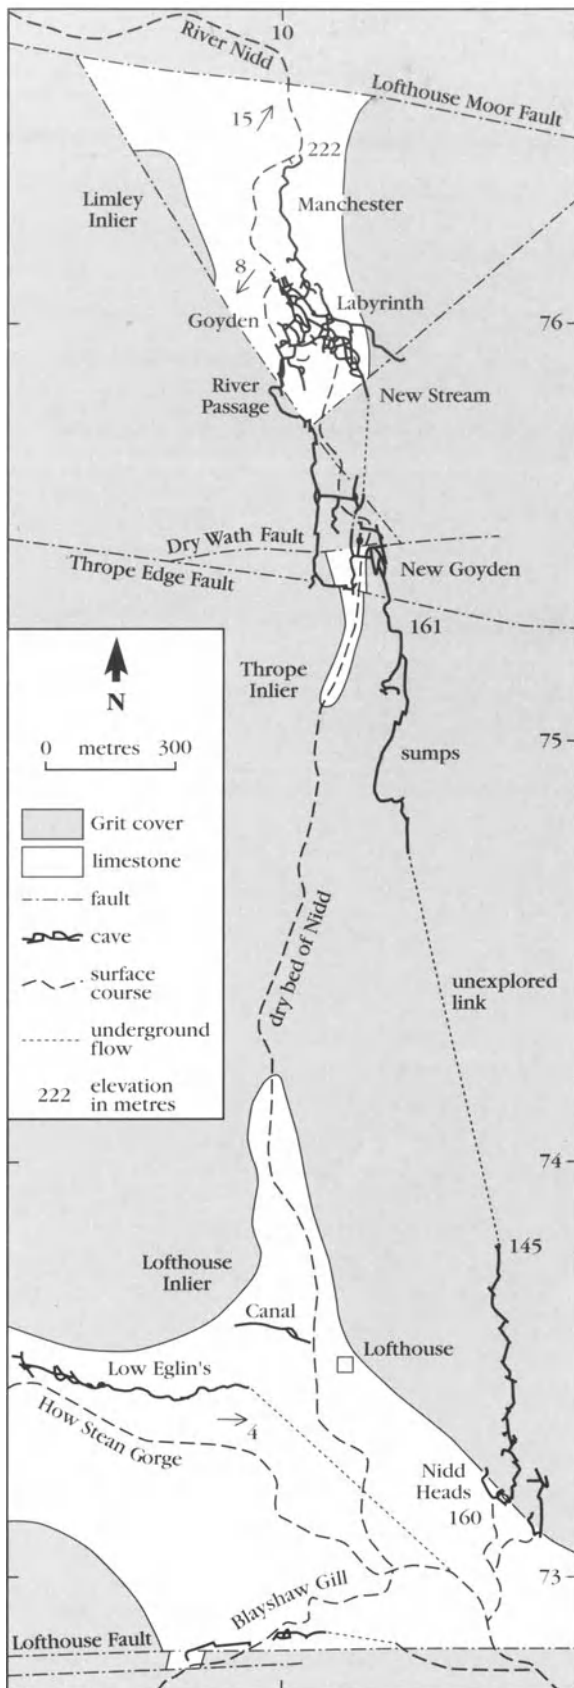 10
River Nidd
Lofthouse Moor Fault
15
222
Limley
Inlier
Manchester
8
Labyrinth
Goyden
76
River
Passage
New Stream
Dry Wath Fault
Thrope Edge Fault
New Goyden
161
N
Thrope
Inlier
0 metres 300
75
sumps
Grit cover
limestone
fault
cave
surface
course
underground
flow
222 elevation
in metres
dry bed of Nidd
unexplored
link
74
145
Lofthouse
Inlier
Canal
Lofthouse
Low Eglin's
How Stean Gorge
4
Nidd
Heads
160
73
Blayshaw Gill
Lofthouse Fault